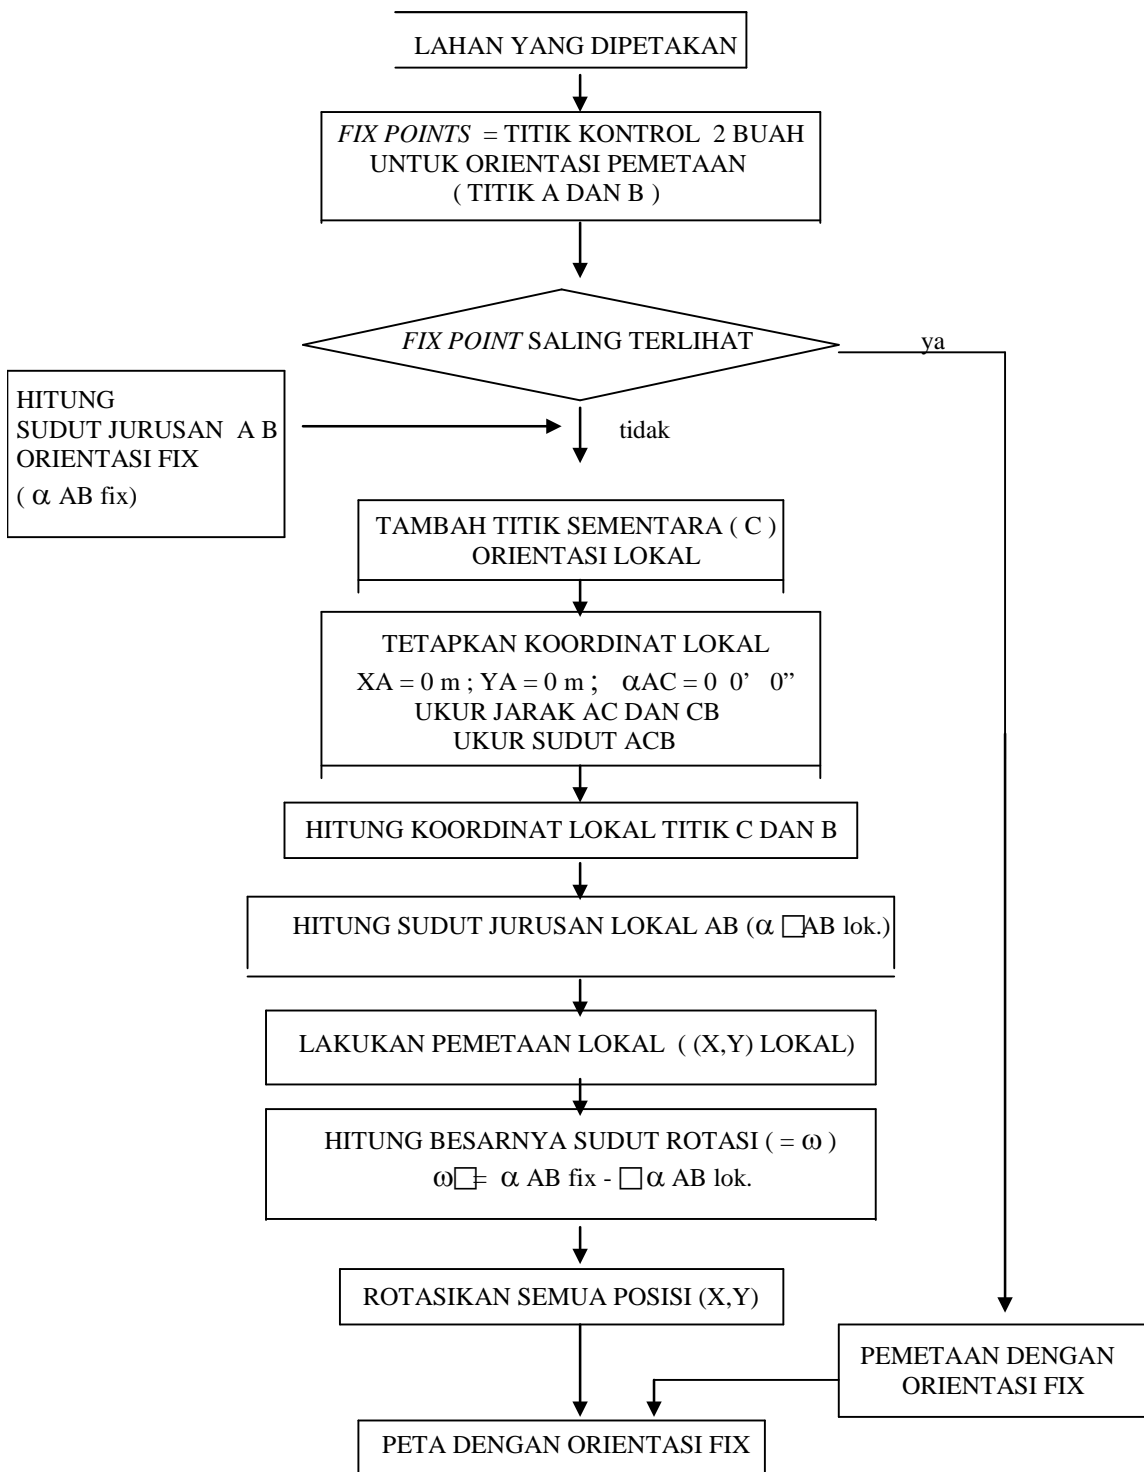 LAHAN YANG DIPETAKAN
FIX POINTS = TITIK KONTROL 2 BUAH
UNTUK ORIENTASI PEMETAAN
( TITIK A DAN B )
FIX POINT SALING TERLIHAT
ya
HITUNG
SUDUT JURUSAN A B
ORIENTASI FIX
( α AB fix)
tidak
TAMBAH TITIK SEMENTARA ( C )
ORIENTASI LOKAL
TETAPKAN KOORDINAT LOKAL
XA = 0 m ; YA = 0 m ; αAC = 0 0’ 0”
UKUR JARAK AC DAN CB
UKUR SUDUT ACB
HITUNG KOORDINAT LOKAL TITIK C DAN B
HITUNG SUDUT JURUSAN LOKAL AB (α □AB lok.)
LAKUKAN PEMETAAN LOKAL ( (X,Y) LOKAL)
HITUNG BESARNYA SUDUT ROTASI ( = ω )
ω□= α AB fix - □ α AB lok.
ROTASIKAN SEMUA POSISI (X,Y)
PEMETAAN DENGAN
ORIENTASI FIX
PETA DENGAN ORIENTASI FIX